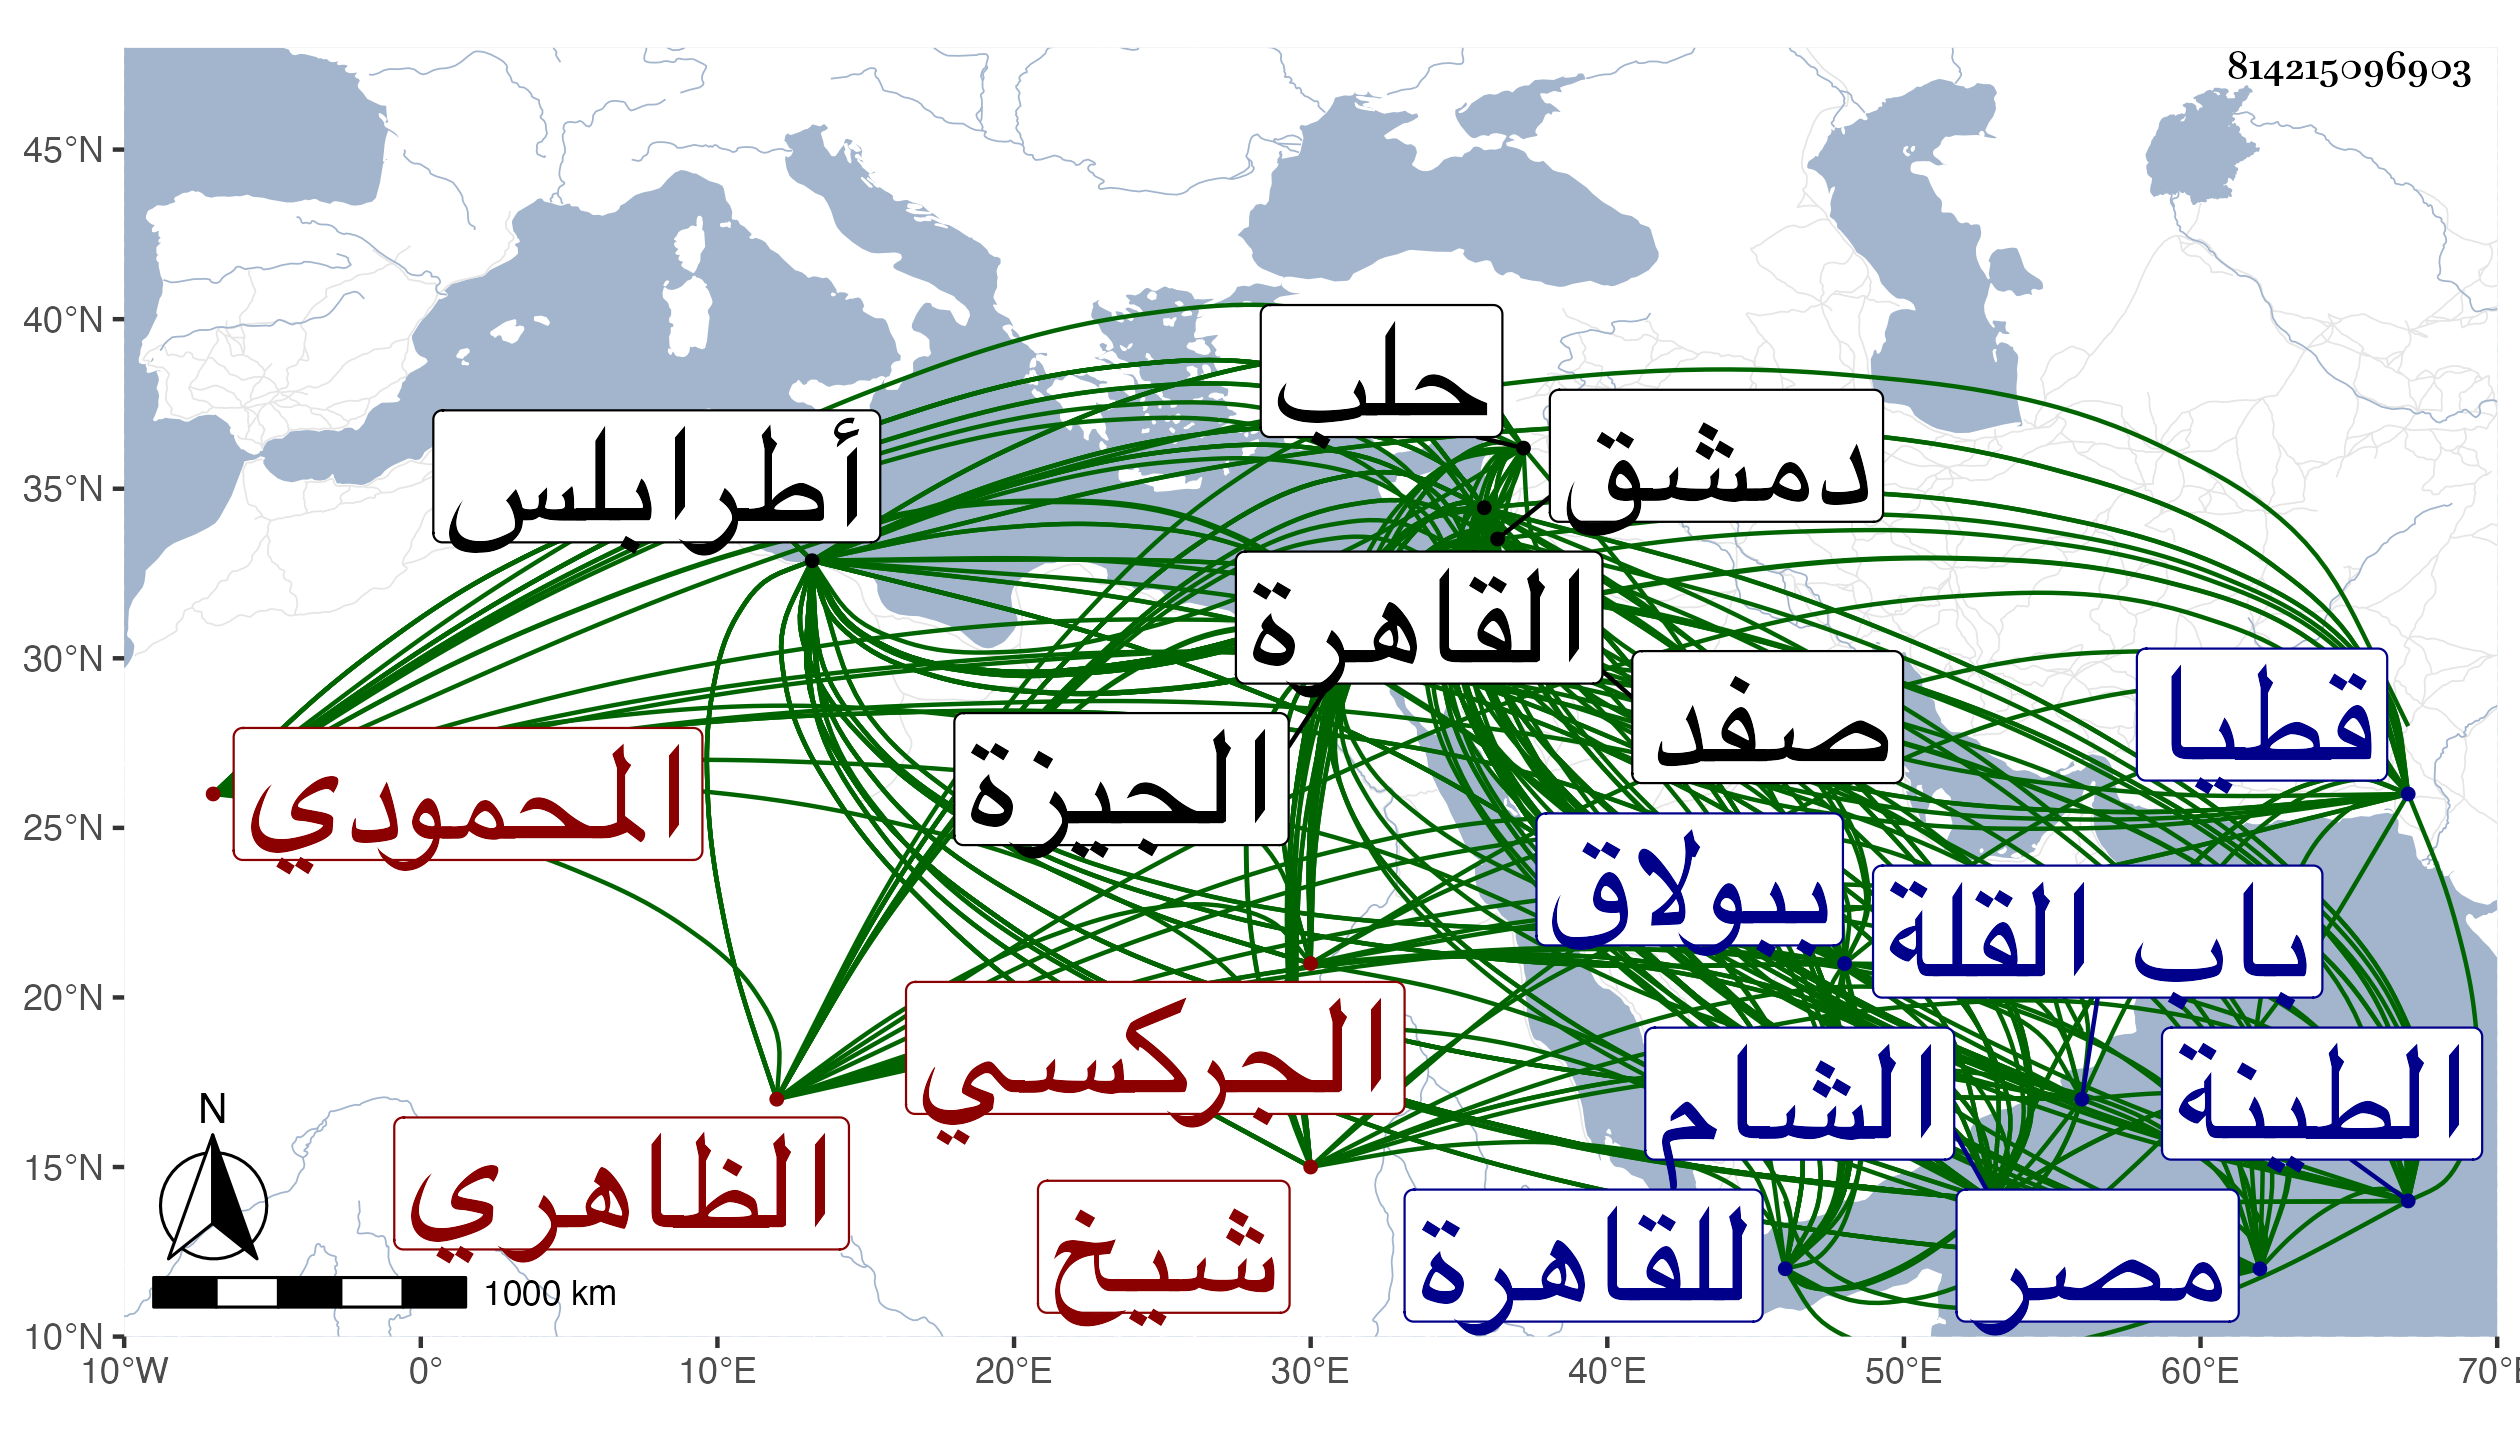 814215096903
45°N
40°N
35°N
30°N
25°N
20°N
15°N
10°N
10°W
0°
10°E
20°E
30°E
40°E
50°E
60°E
70°E
حلب
دمشق
أطرابلس
القاهرة
صفد
قطيا
الجيزة
المحمودي
ببولاق
باب القلة
الجركسي
الشام
الطينة
الظاهري
شيخ
للقاهرة
مصر
N
1000 km